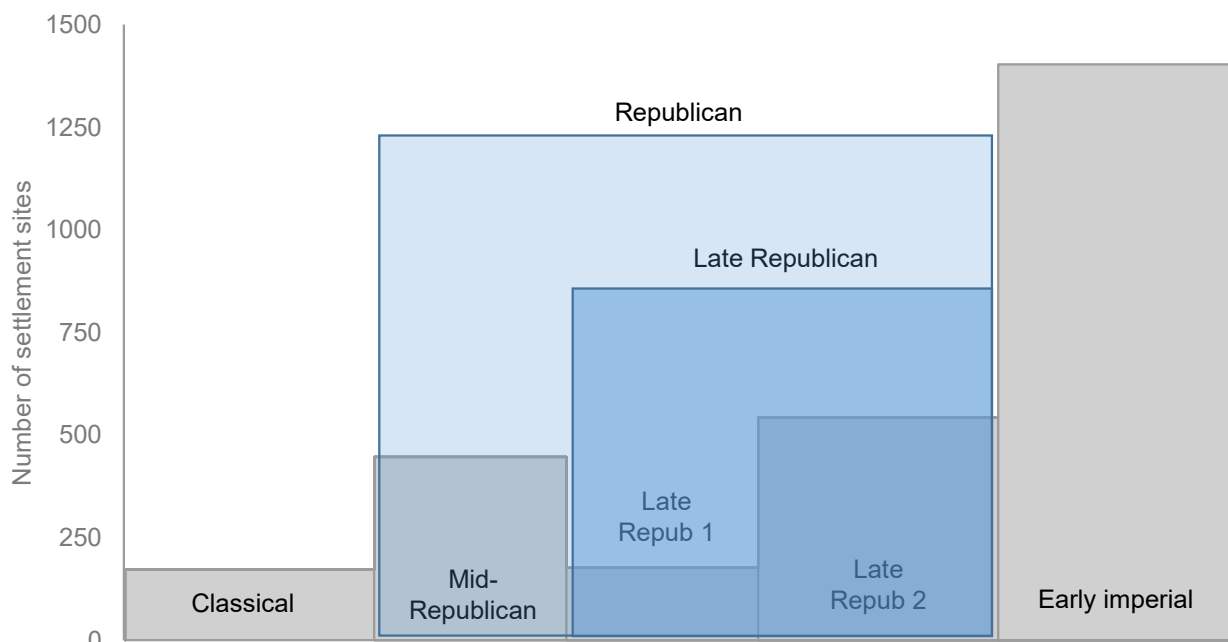 1500
1250
1000
750
500
250
0
Number of settlement sites
Republican
Late Republican
Late
Repub 1
Mid-
Republican
Late
Repub 2
Classical
Early imperial